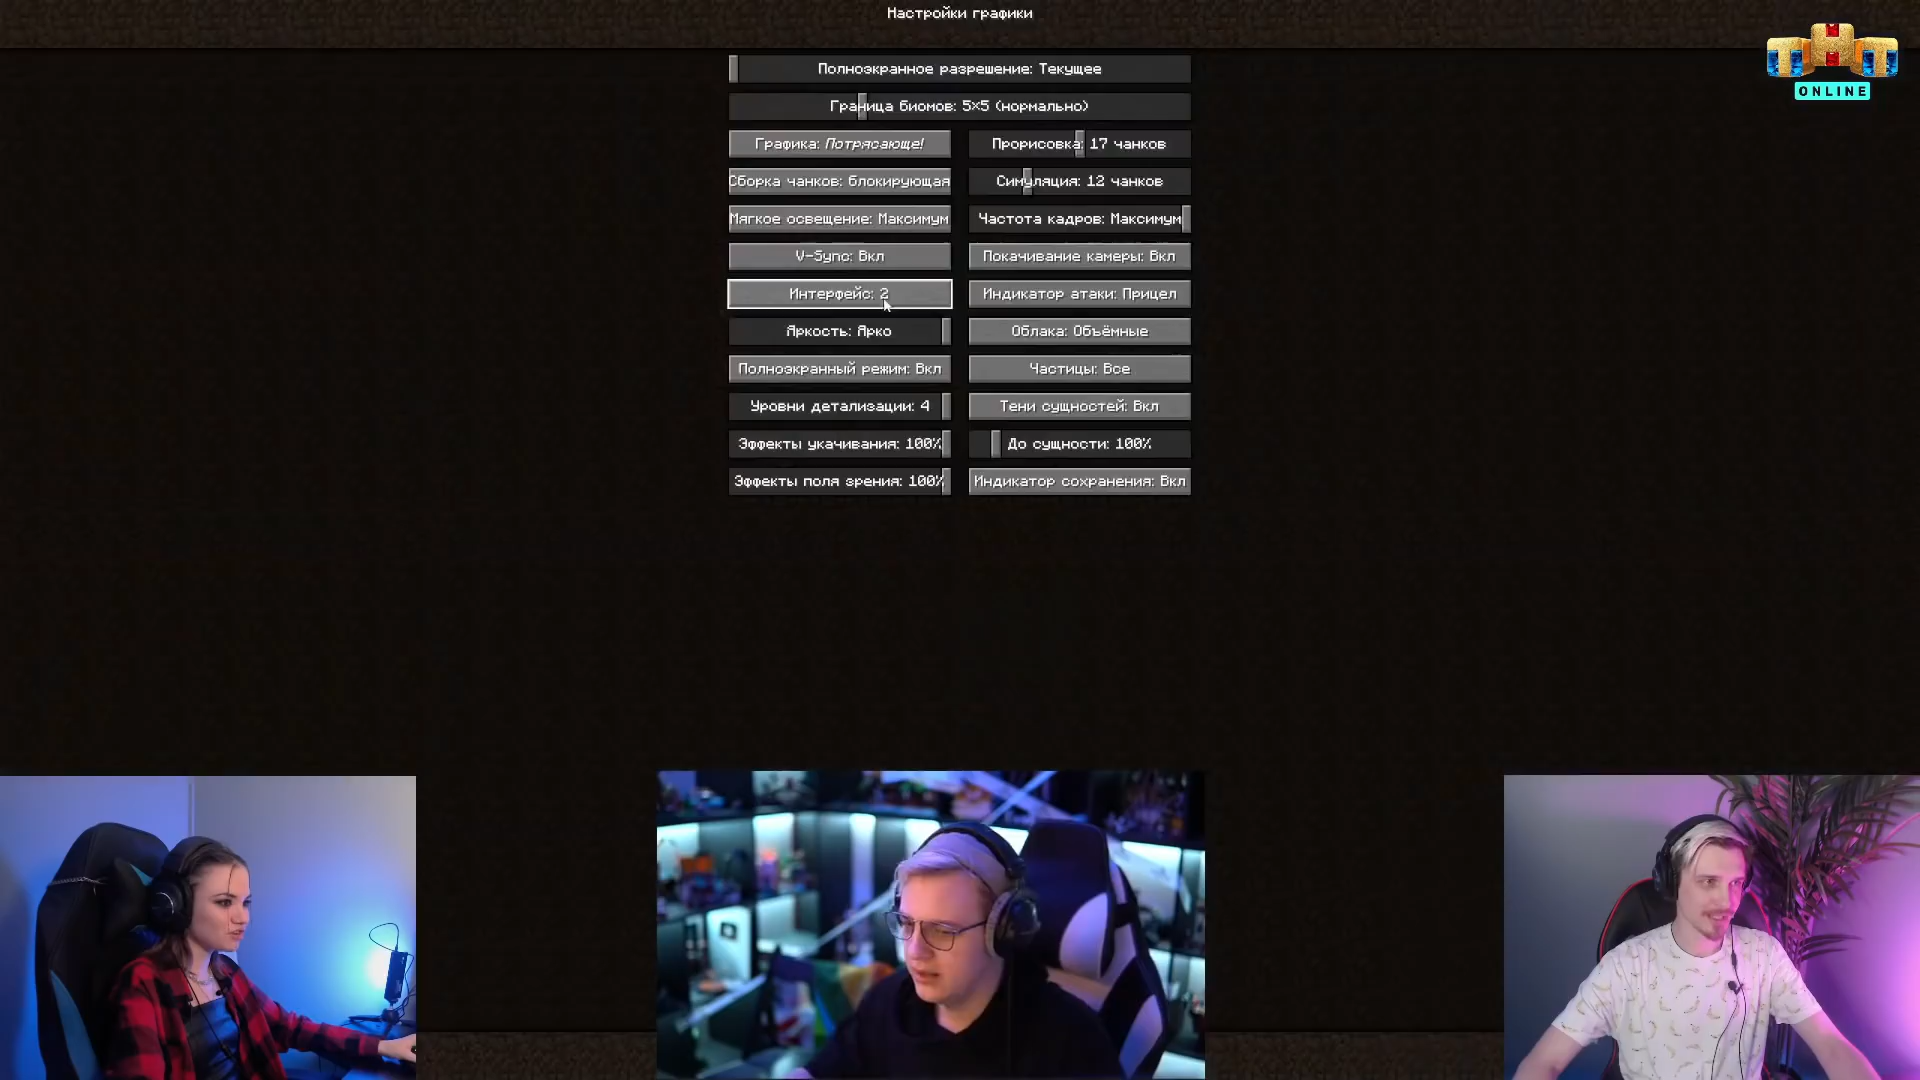 Настройки графики
ТНТ
ONLINE
Полноэкранное разрешение: Текущее
Граница биомов: 5×5 (нормально)
Графика: Потрясающе!
Прорисовка: 17 чанков
Сборка чанков: блокирующая
Симуляция: 12 чанков
Мягкое освещение: Максимум
Частота кадров: Максимум
V-Sync: Вкл
Покачивание камеры: Вкл
Интерфейс: 2
Индикатор атаки: Прицел
Яркость: Ярко
Облака: Объёмные
Полноэкранный режим: Вкл
Частицы: Все
Уровни детализации: 4
Тени сущностей: Вкл
Эффекты укачивания: 100%
До сущности: 100%
Эффекты поля зрения: 100%
Индикатор сохранения: Вкл